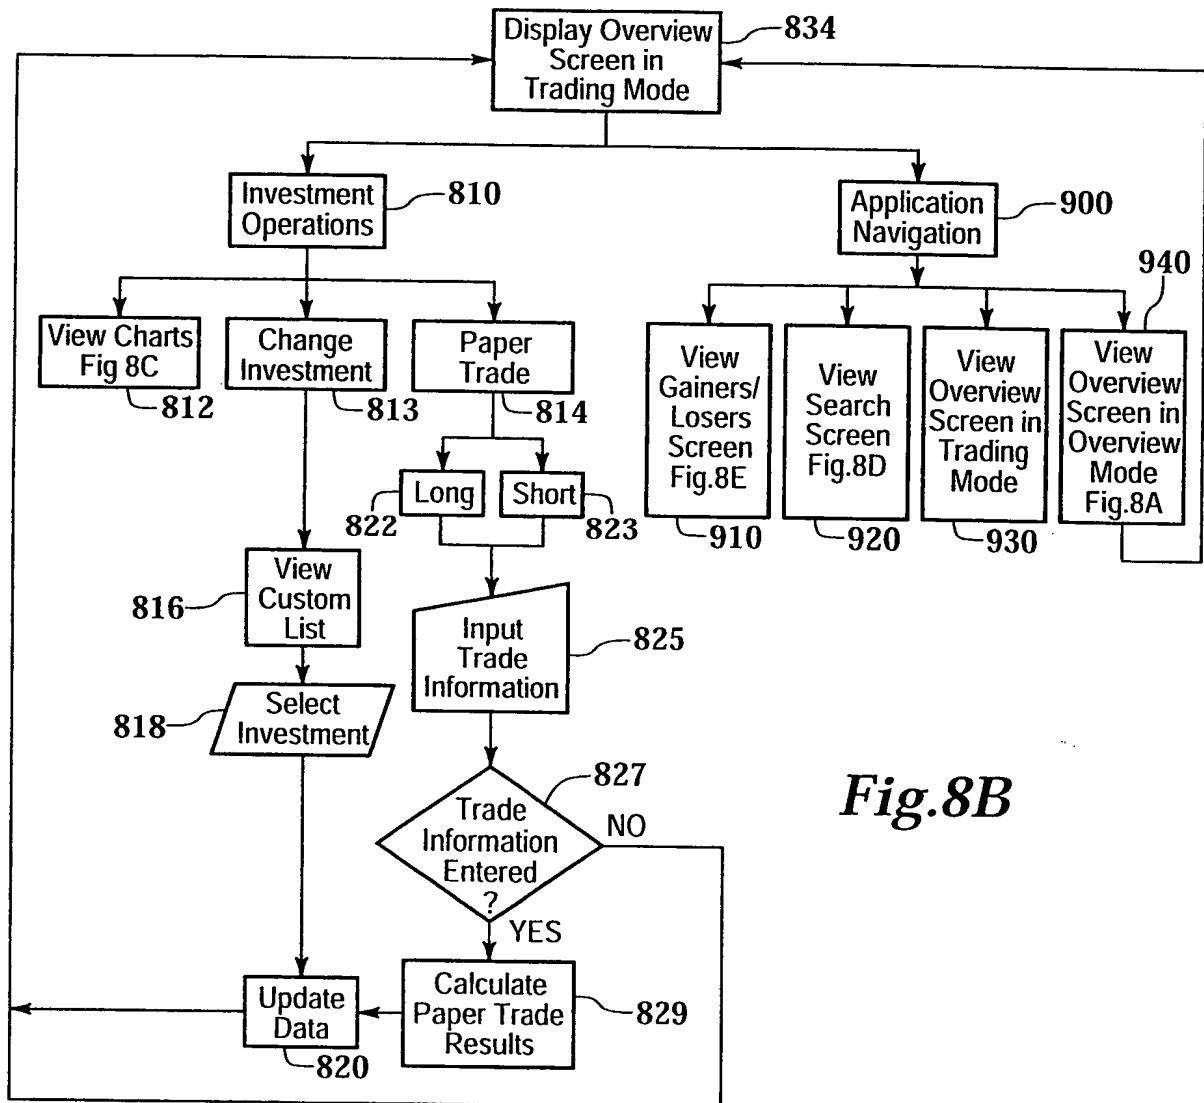 Display Overview
Screen in
Trading Mode
834
Investment
Operations
810
Application
Navigation
900
View Charts
Fig 8C
812
Change
Investment
813
Paper
Trade
814
View
Gainers/
Losers
Screen
Fig.8E
910
View
Search
Screen
Fig.8D
920
View
Overview
Screen in
Trading
Mode
930
940
View
Overview
Screen in
Overview
Mode
Fig.8A
Long
822
Short
823
View
Custom
List
816
Input
Trade
Information
825
Select
Investment
818
Trade
Information
Entered
?
827
NO
YES
Calculate
Paper Trade
Results
829
Update
Data
820
Fig.8B